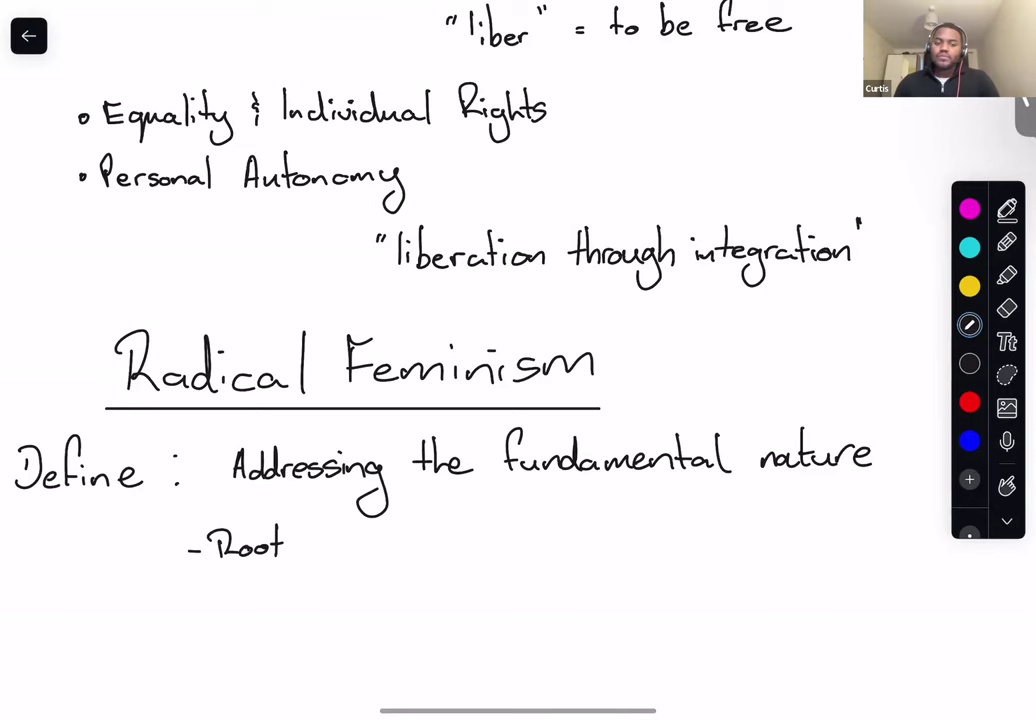 "liber" = to be free
Curtis
• Equality & Individual Rights
• Personal Autonomy
"liberation through integration"
Radical Feminism
Define : Addressing the fundamental nature
- Root
Tt